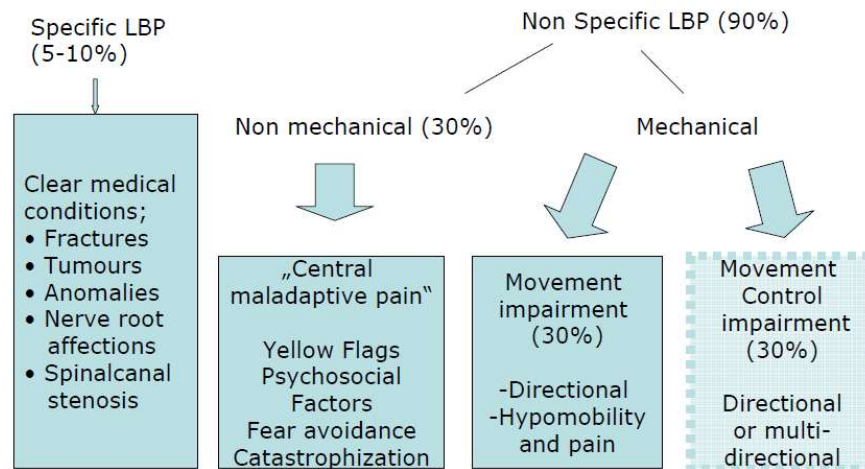 Specific LBP
(5-10%)
Non Specific LBP (90%)
Non mechanical (30%)
Mechanical
Clear medical
conditions;
• Fractures
• Tumours
• Anomalies
• Nerve root
affections
• Spinalcanal
stenosis
„Central
maladaptive pain“
Yellow Flags
Psychosocial
Factors
Fear avoidance
Catastrophization
Movement
impairment
(30%)
-Directional
-Hypomobility
and pain
Movement
Control
impairment
(30%)
Directional
or multi-
directional